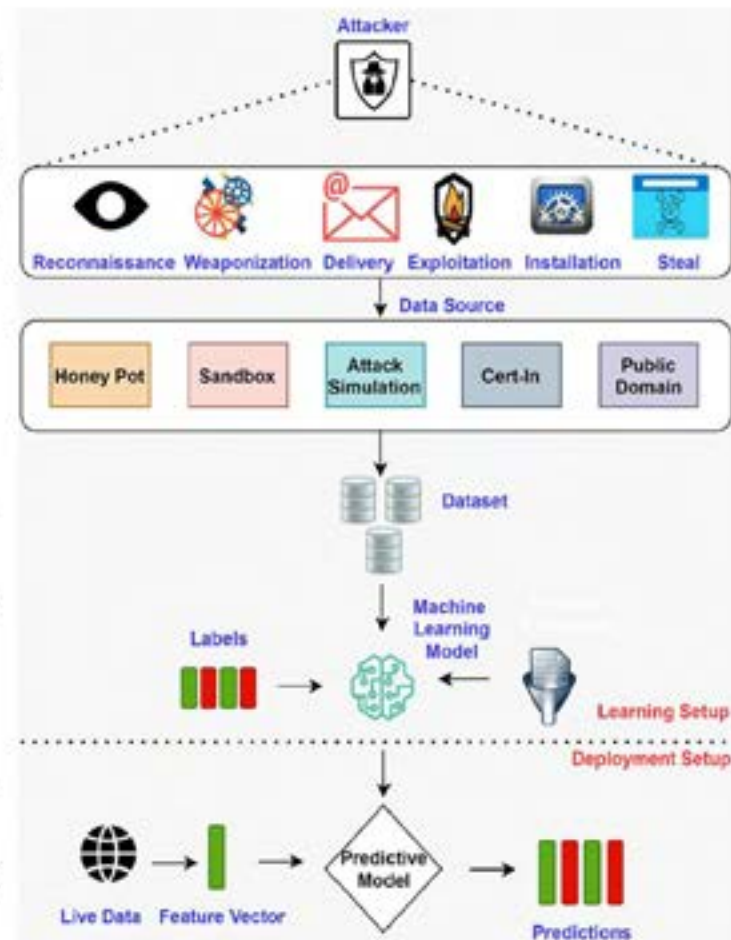 Attacker
@
Reconnaissance Weaponization Delivery Exploitation Installation Steal
Data Source
Honey Pot
Sandbox
Attack
Simulation
Cert-In
Public
Domain
Dataset
Machine
Learning
Model
Labels
Learning Setup
Deployment Setup
Predictive
Model
Live Data
Feature Vector
Predictions